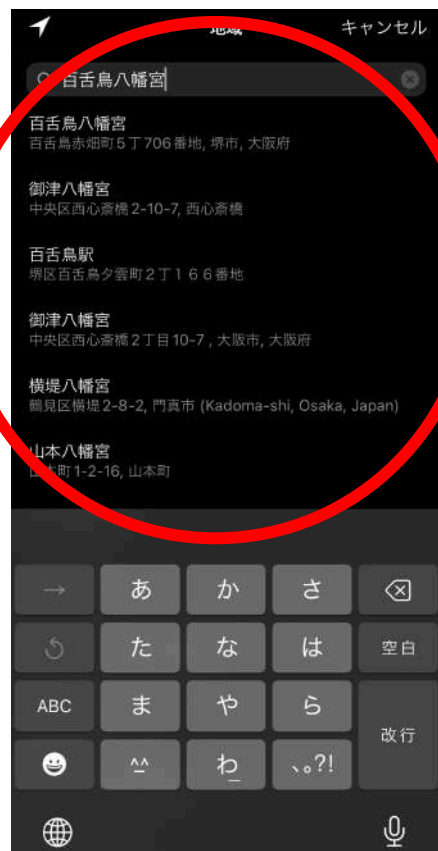 地域
キャンセル
百舌鳥八幡宮
百舌鳥八幡宮
百舌鳥赤畑町5丁706番地, 堺市, 大阪府
御津八幡宮
中央区西心斎橋2-10-7, 西心斎橋
百舌鳥駅
堺区百舌鳥夕雲町2丁166番地
御津八幡宮
中央区西心斎橋2丁目10-7 , 大阪市, 大阪府
横堤八幡宮
鶴見区横堤2-8-2, 門真市 (Kadoma-shi, Osaka, Japan)
山本八幡宮
山本町1-2-16, 山本町
→ あ か さ
た な は 空白
ABC ま や ら 改行
^^ わ 、。?!